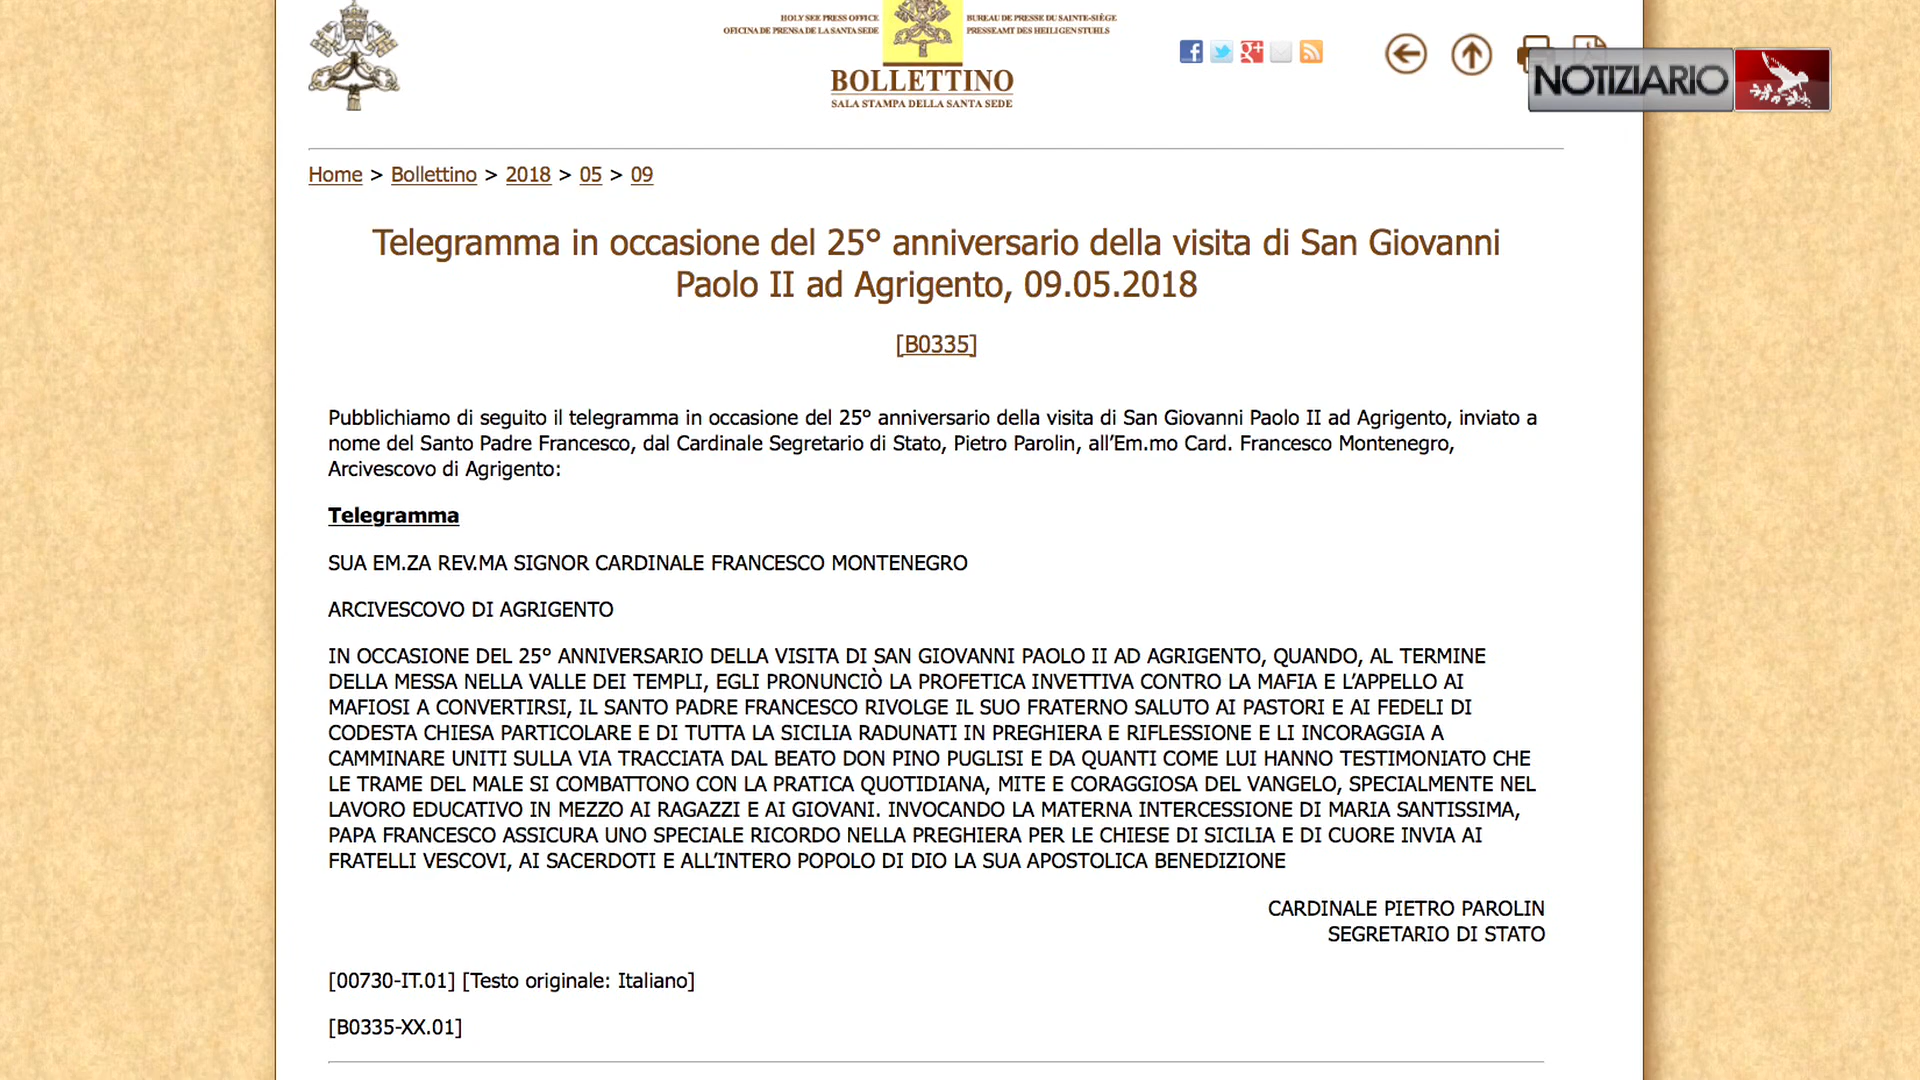 HOLY SEE PRESS OFFICE
OFICINA DE PRENSA DE LA SANTA SEDE
BUREAU DE PRESSE DU SAINT-SIÈGE
PRESSEAMT DES HEILIGEN STUHLS
BOLLETTINO
SALA STAMPA DELLA SANTA SEDE
NOTIZIARIO
Home > Bollettino > 2018 > 05 > 09
Telegramma in occasione del 25° anniversario della visita di San Giovanni
Paolo II ad Agrigento, 09.05.2018
[B0335]
Pubblichiamo di seguito il telegramma in occasione del 25° anniversario della visita di San Giovanni Paolo II ad Agrigento, inviato a
nome del Santo Padre Francesco, dal Cardinale Segretario di Stato, Pietro Parolin, all’Em.mo Card. Francesco Montenegro,
Arcivescovo di Agrigento:
Telegramma
SUA EM.ZA REV.MA SIGNOR CARDINALE FRANCESCO MONTENEGRO
ARCIVESCOVO DI AGRIGENTO
IN OCCASIONE DEL 25° ANNIVERSARIO DELLA VISITA DI SAN GIOVANNI PAOLO II AD AGRIGENTO, QUANDO, AL TERMINE
DELLA MESSA NELLA VALLE DEI TEMPLI, EGLI PRONUNCIÒ LA PROFETICA INVETTIVA CONTRO LA MAFIA E L’APPELLO AI
MAFIOSI A CONVERTIRSI, IL SANTO PADRE FRANCESCO RIVOLGE IL SUO FRATERNO SALUTO AI PASTORI E AI FEDELI DI
CODESTA CHIESA PARTICOLARE E DI TUTTA LA SICILIA RADUNATI IN PREGHIERA E RIFLESSIONE E LI INCORAGGIA A
CAMMINARE UNITI SULLA VIA TRACCIATA DAL BEATO DON PINO PUGLISI E DA QUANTI COME LUI HANNO TESTIMONIATO CHE
LE TRAME DEL MALE SI COMBATTONO CON LA PRATICA QUOTIDIANA, MITE E CORAGGIOSA DEL VANGELO, SPECIALMENTE NEL
LAVORO EDUCATIVO IN MEZZO AI RAGAZZI E AI GIOVANI. INVOCANDO LA MATERNA INTERCESSIONE DI MARIA SANTISSIMA,
PAPA FRANCESCO ASSICURA UNO SPECIALE RICORDO NELLA PREGHIERA PER LE CHIESE DI SICILIA E DI CUORE INVIA AI
FRATELLI VESCOVI, AI SACERDOTI E ALL’INTERO POPOLO DI DIO LA SUA APOSTOLICA BENEDIZIONE
CARDINALE PIETRO PAROLIN
SEGRETARIO DI STATO
[00730-IT.01] [Testo originale: Italiano]
[B0335-XX.01]